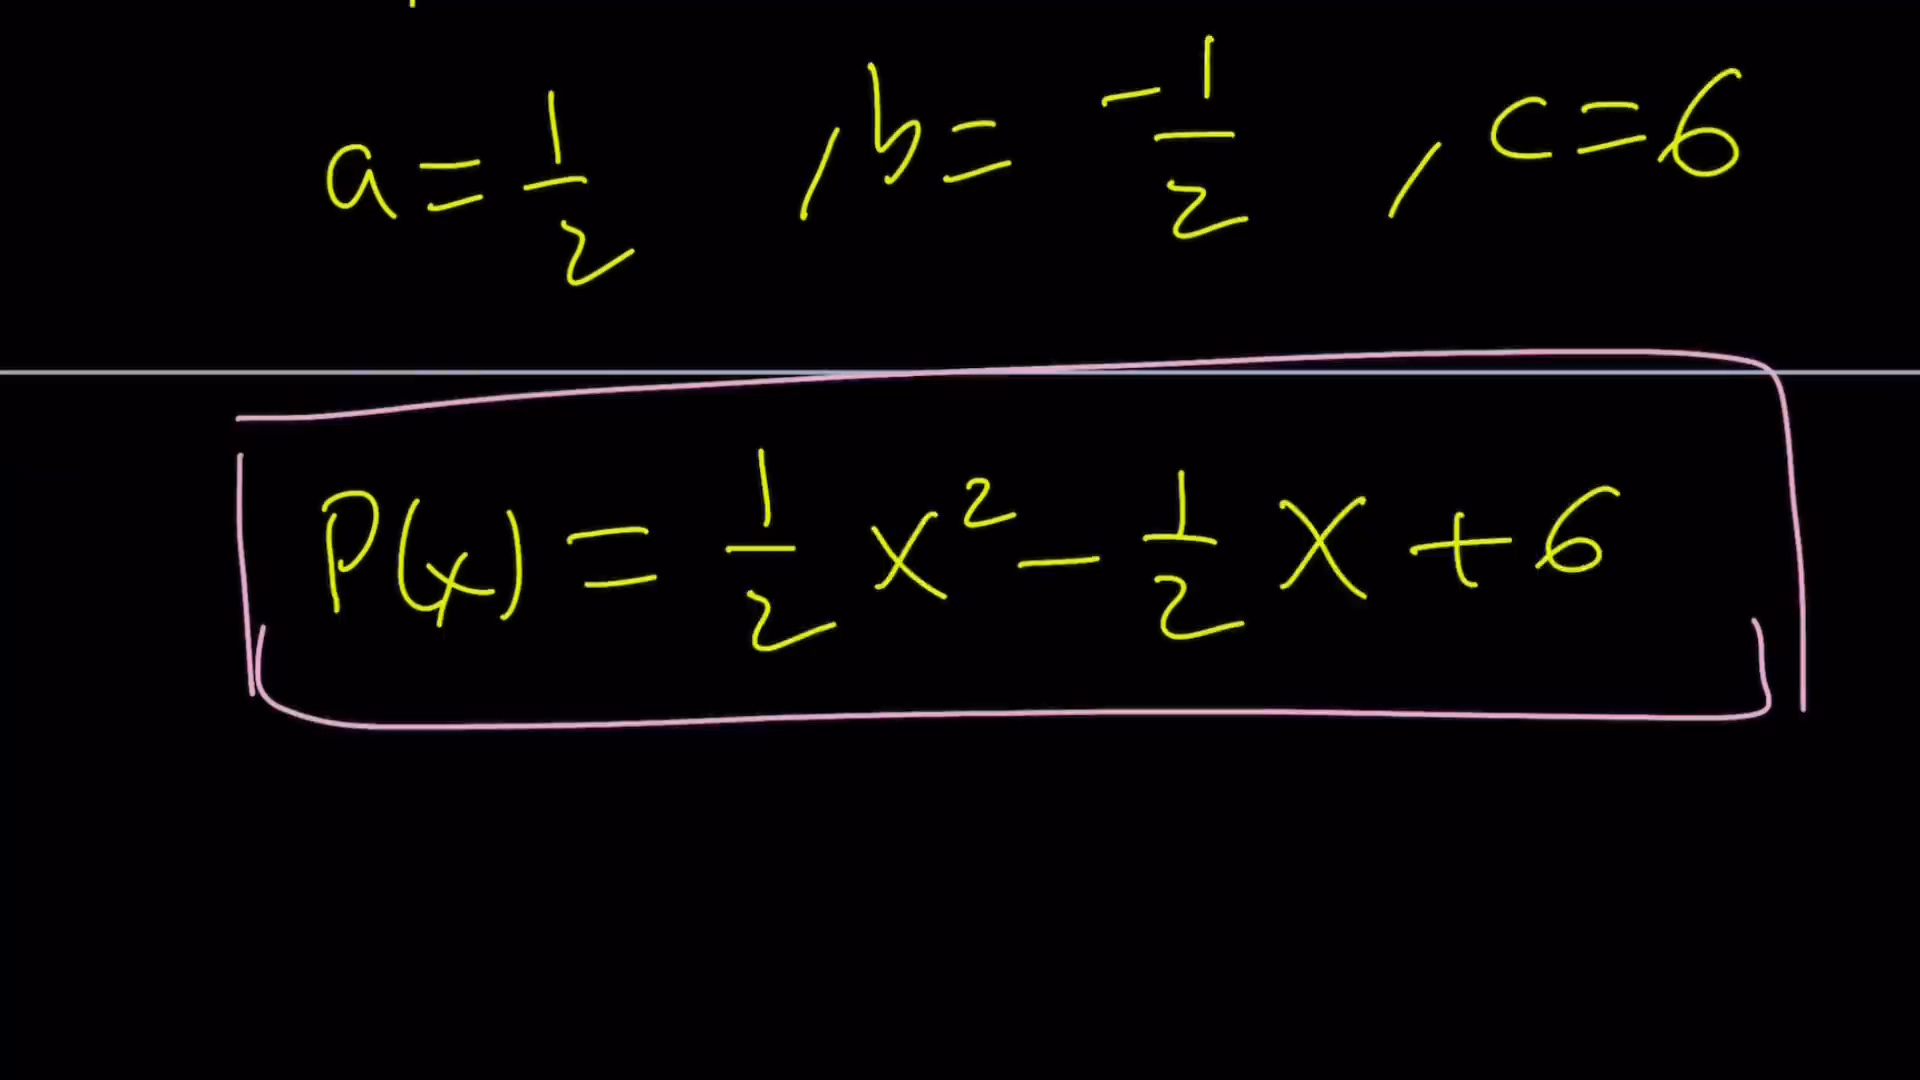 a = 1/2 , b = -1/2 , c = 6
P(x) = 1/2 x² - 1/2 x + 6